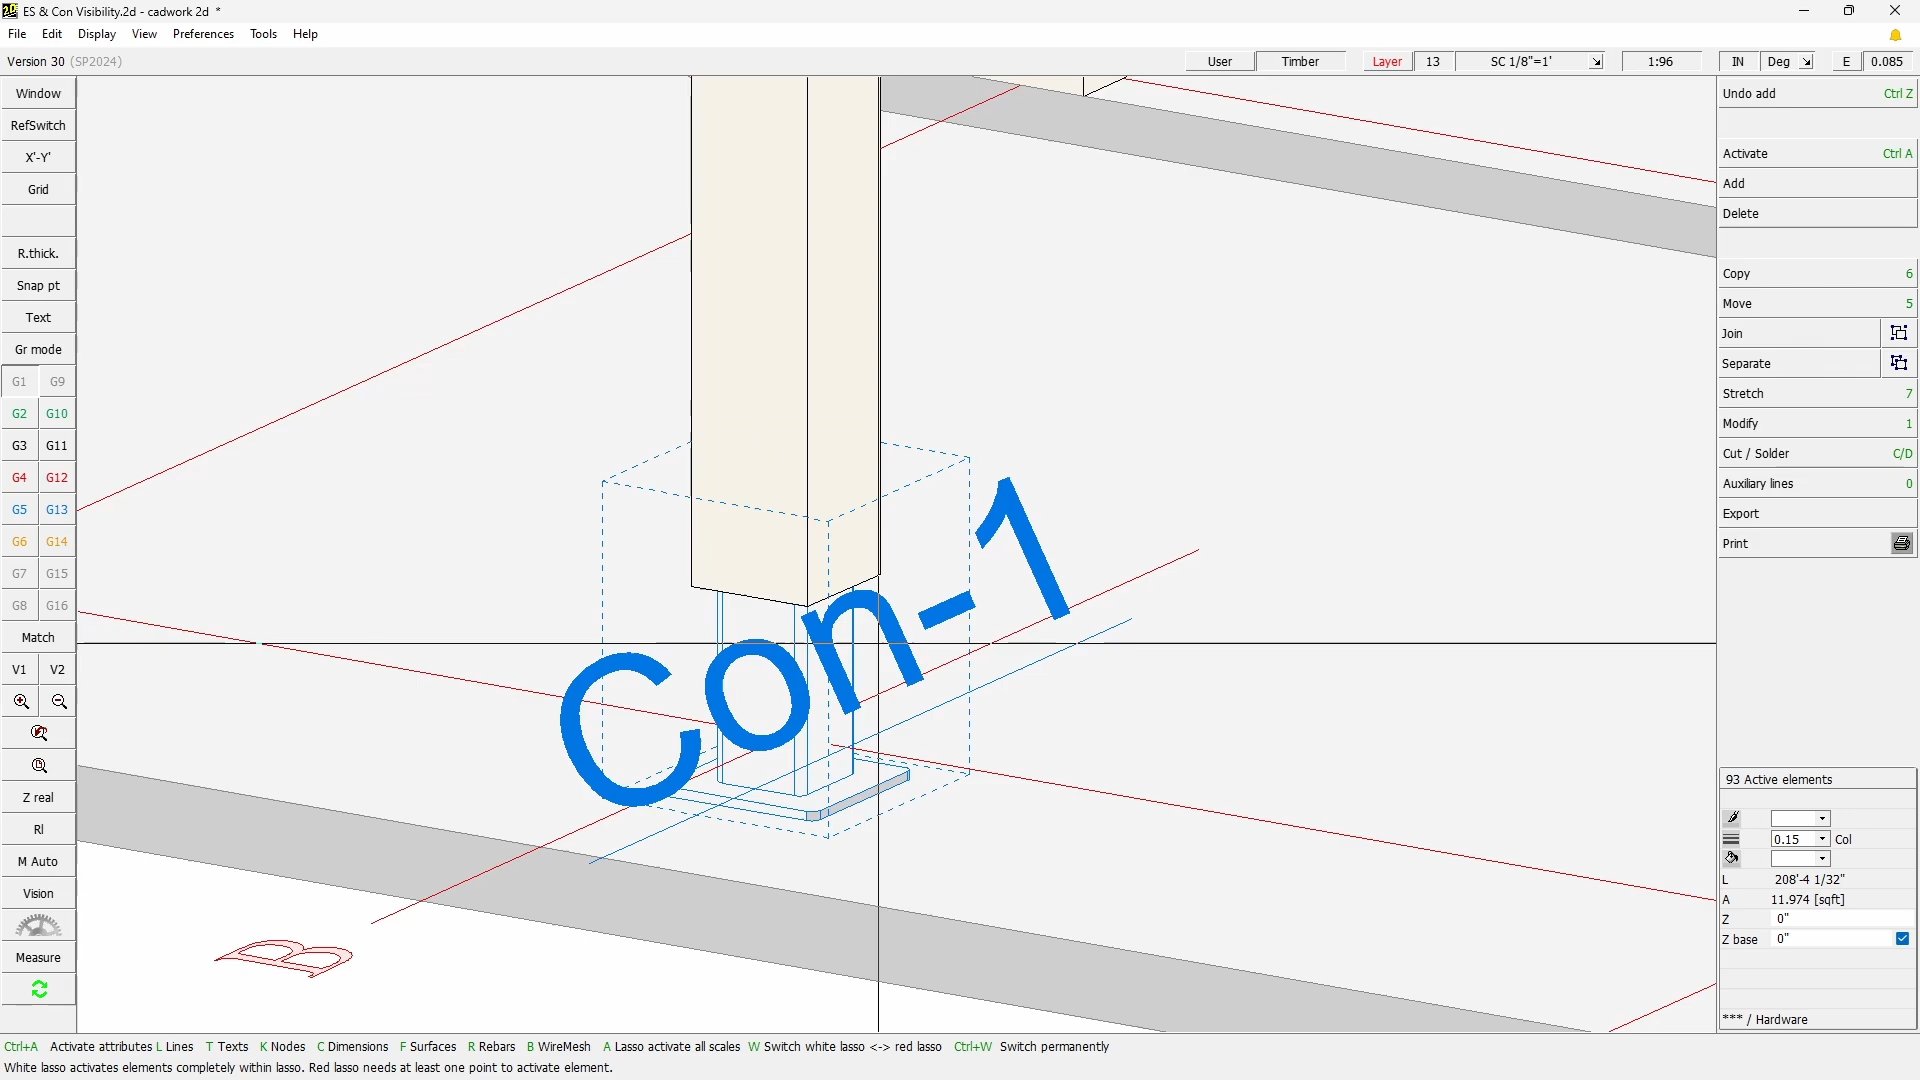 ES & Con Visibility.2d - cadwork 2d *
File Edit Display View Preferences Tools Help
Version 30 (SP2024) User Timber Layer 13 SC 1/8"=1' 1:96 IN Deg E 0.085
Window
RefSwitch
X'-Y'
Grid
R.thick.
Snap pt
Text
Gr mode
G1 G9
G2 G10
G3 G11
G4 G12
G5 G13
G6 G14
G7 G15
G8 G16
Match
V1 V2
Z real
Rl
M Auto
Vision
Measure
Con-1
B
Undo add Ctrl Z
Activate Ctrl A
Add
Delete
Copy 6
Move 5
Join
Separate
Stretch 7
Modify 1
Cut / Solder C/D
Auxiliary lines 0
Export
Print
93 Active elements
0.15 Col
L 208'-4 1/32"
A 11.974 [sqft]
Z 0"
Z base 0"
*** / Hardware
Ctrl+A Activate attributes L Lines T Texts K Nodes C Dimensions F Surfaces R Rebars B WireMesh A Lasso activate all scales W Switch white lasso <-> red lasso Ctrl+W Switch permanently
White lasso activates elements completely within lasso. Red lasso needs at least one point to activate element.